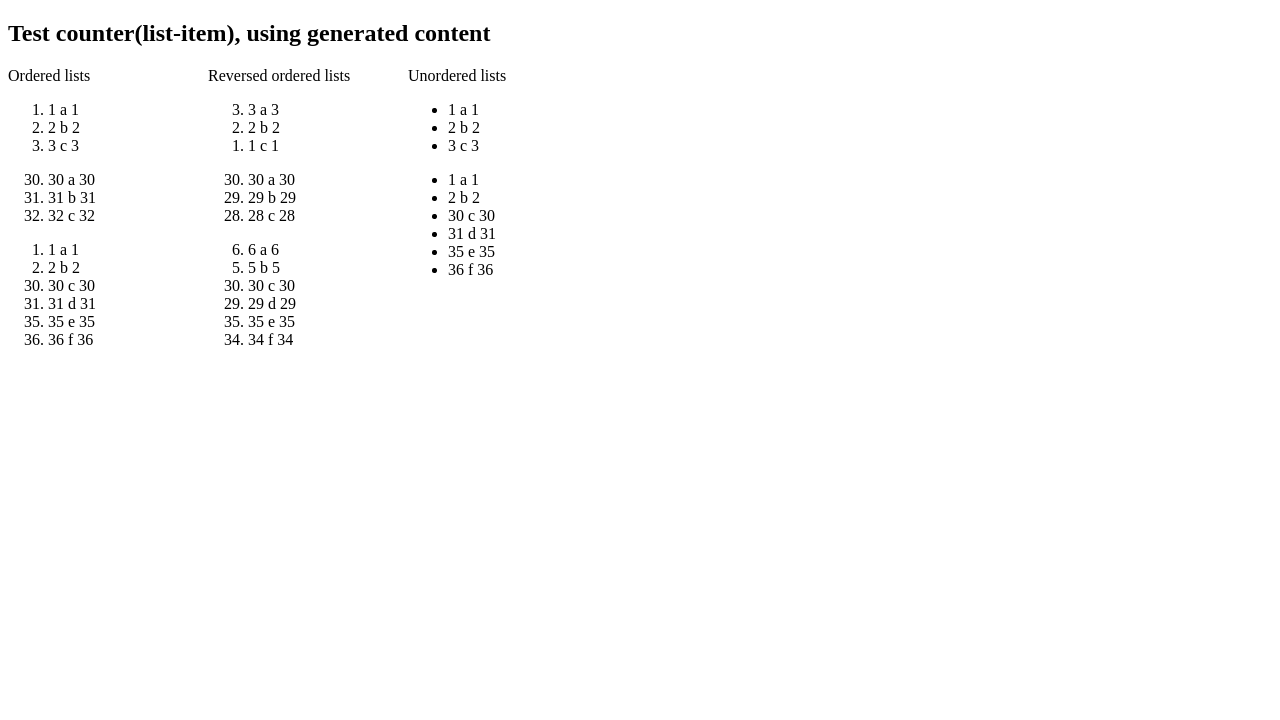 Test counter(list-item), using generated content
Ordered lists
1. 1 a 1
2. 2 b 2
3. 3 c 3
30. 30 a 30
31. 31 b 31
32. 32 c 32
1. 1 a 1
2. 2 b 2
30. 30 c 30
31. 31 d 31
35. 35 e 35
36. 36 f 36
Reversed ordered lists
3. 3 a 3
2. 2 b 2
1. 1 c 1
30. 30 a 30
29. 29 b 29
28. 28 c 28
6. 6 a 6
5. 5 b 5
30. 30 c 30
29. 29 d 29
35. 35 e 35
34. 34 f 34
Unordered lists
• 1 a 1
• 2 b 2
• 3 c 3
• 1 a 1
• 2 b 2
• 30 c 30
• 31 d 31
• 35 e 35
• 36 f 36